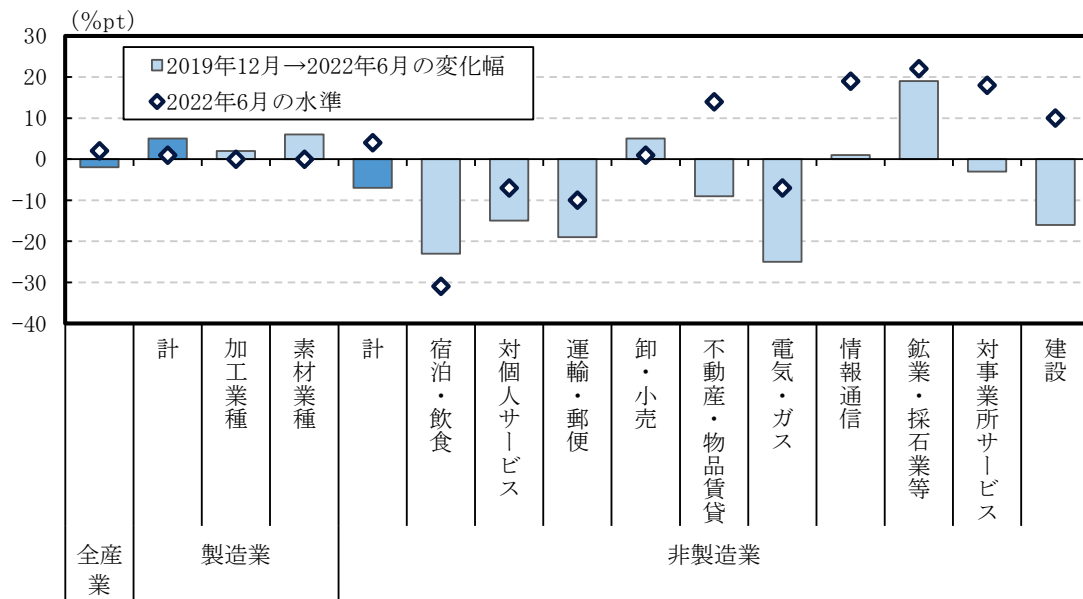 (%pt)
30
20
10
0
-10
-20
-30
-40
2019年12月→2022年6月の変化幅
2022年6月の水準
計
加工業種
素材業種
計
宿泊・飲食
対個人サービス
運輸・郵便
卸・小売
不動産・物品賃貸
電気・ガス
情報通信
鉱業・採石業等
対事業所サービス
建設
全産
業
製造業
非製造業